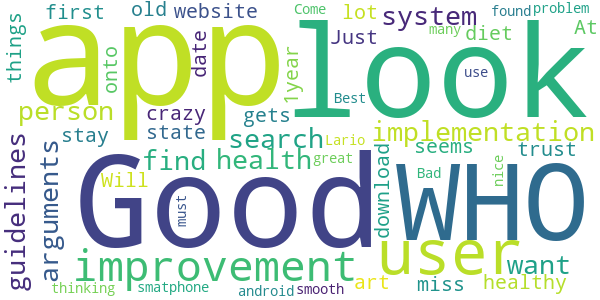 first
old
website
lot
system
Come
found
problem
things
app
look
many
At
onto
date
1year
Just
diet
use
person
crazy
gets
Best
state
stay
search
Lario
implementation
guidelines
arguments
find
health
great
seems
trust
Will
Good
WHO
download
Bad
nice
must
user
want
improvement
art
miss
healthy
thinking
smatphone
android
smooth